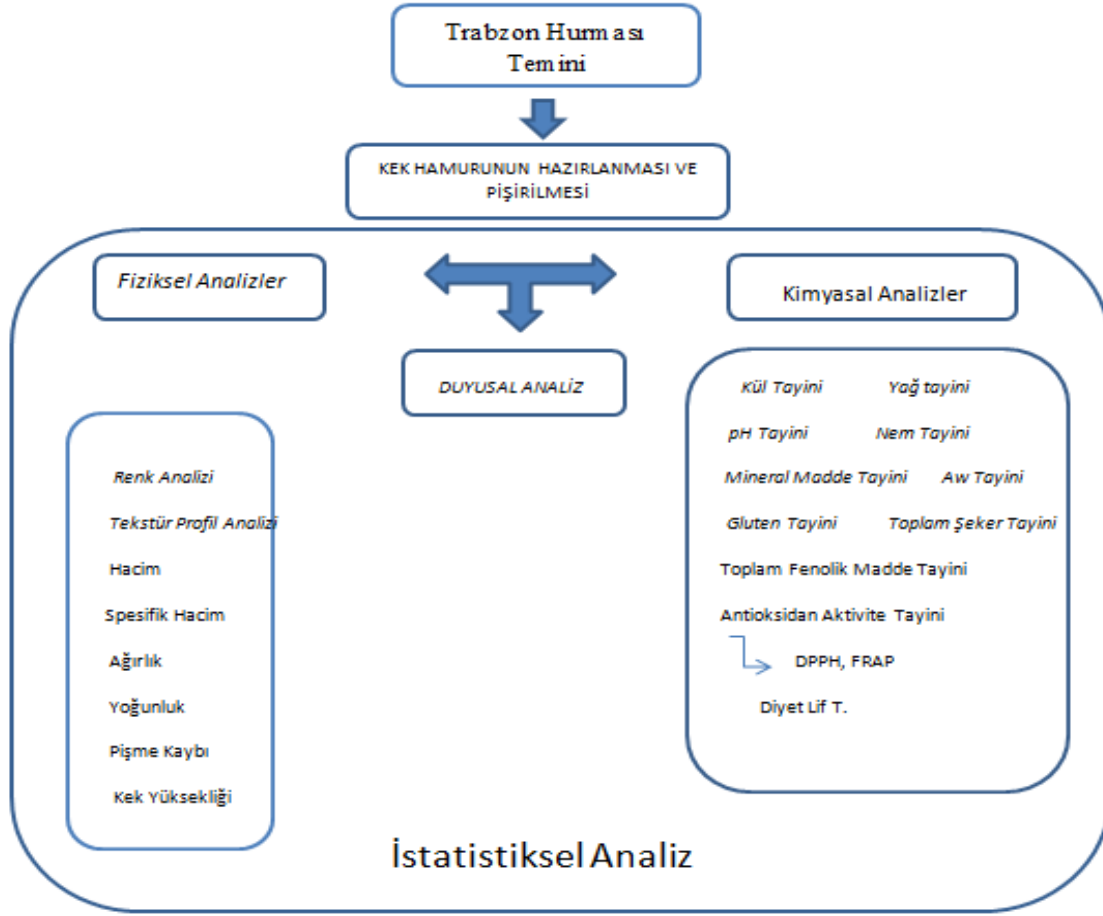 Trabzon Hurması
Temini
KEK HAMURUNUN HAZIRLANMASI VE
PİŞİRİLMESİ
Fiziksel Analizler
Kimyasal Analizler
DUYUSAL ANALİZ
Renk Analizi
Tekstür Profil Analizi
Hacim
Spesifik Hacim
Ağırlık
Yoğunluk
Pişme Kaybı
Kek Yüksekliği
Kül Tayini Yağ tayini
pH Tayini Nem Tayini
Mineral Madde Tayini Aw Tayini
Gluten Tayini Toplam Şeker Tayini
Toplam Fenolik Madde Tayini
Antioksidan Aktivite Tayini
DPPH, FRAP
Diyet Lif T.
İstatistiksel Analiz